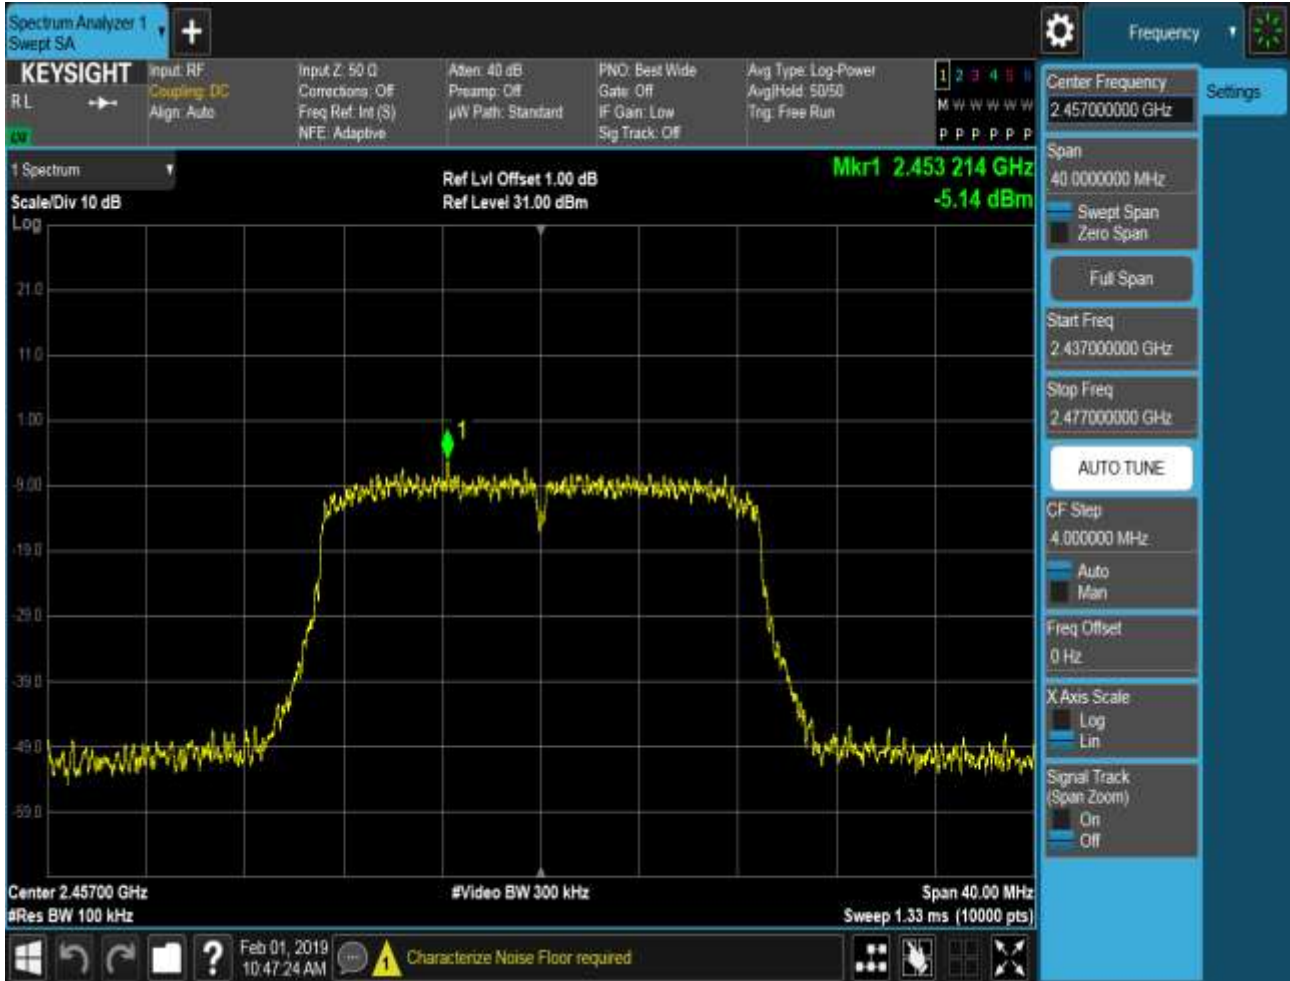 Spectrum Analyzer 1
Swept SA
+
Frequency
KEYSIGHT
RL
Input: RF
Coupling: DC
Align: Auto
Input Z: 50 Ω
Corrections: Off
Freq Ref: Int (S)
NFE: Adaptive
Atten: 40 dB
Preamp: Off
µW Path: Standard
PNO: Best Wide
Gate: Off
IF Gain: Low
Sig Track: Off
Avg Type: Log-Power
Avg|Hold: 50/50
Trig: Free Run
1 2 3 4 5 6
M W W W W W
P P P P P P
1 Spectrum
Scale/Div 10 dB
Log
Ref Lvl Offset 1.00 dB
Ref Level 31.00 dBm
Mkr1 2.453 214 GHz
-5.14 dBm
21.0
11.0
1.00
-9.00
-19.0
-29.0
-39.0
-49.0
-59.0
1
Center 2.45700 GHz
#Res BW 100 kHz
#Video BW 300 kHz
Span 40.00 MHz
Sweep 1.33 ms (10000 pts)
Center Frequency
2.457000000 GHz
Settings
Span
40.0000000 MHz
Swept Span
Zero Span
Full Span
Start Freq
2.437000000 GHz
Stop Freq
2.477000000 GHz
AUTO TUNE
CF Step
4.000000 MHz
Auto
Man
Freq Offset
0 Hz
X Axis Scale
Log
Lin
Signal Track
(Span Zoom)
On
Off
?
Feb 01, 2019
10:47:24 AM
1
Characterize Noise Floor required